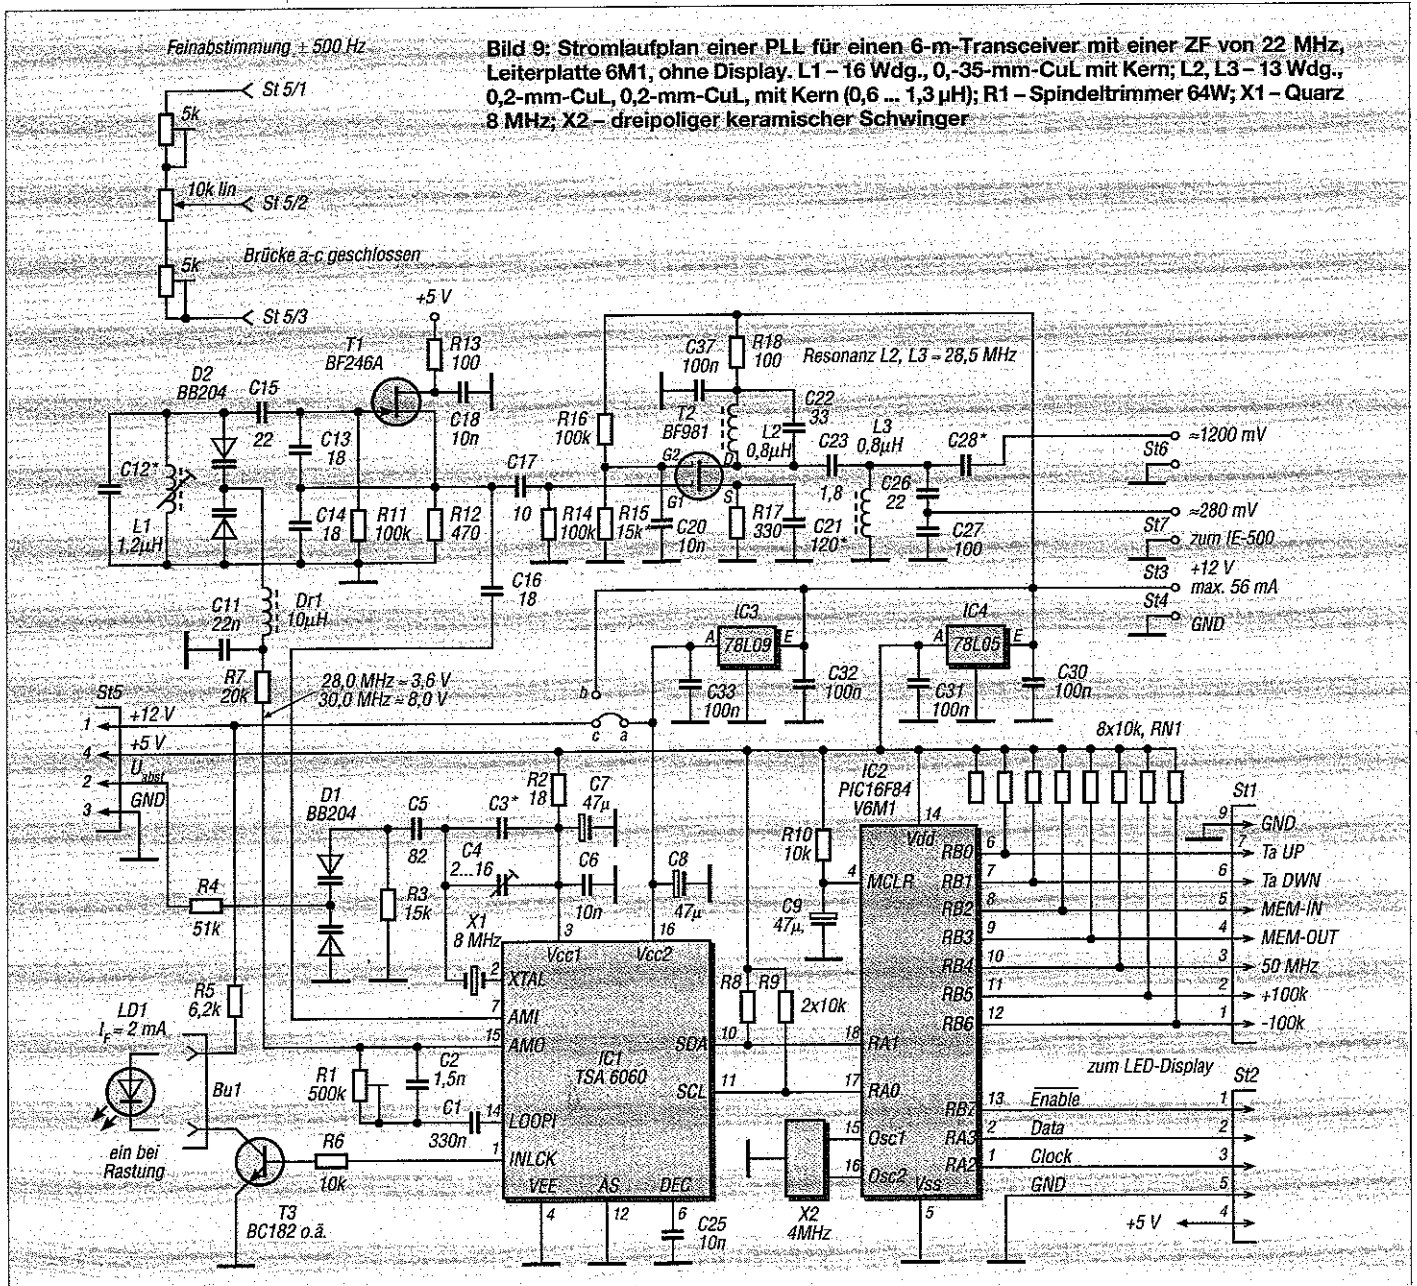 Feinabstimmung ± 500 Hz
Bild 9: Stromlaufplan einer PLL für einen 6-m-Transceiver mit einer ZF von 22 MHz,
Leiterplatte 6M1, ohne Display. L1 – 16 Wdg., 0,-35-mm-CuL mit Kern; L2, L3 – 13 Wdg.,
0,2-mm-CuL, 0,2-mm-CuL, mit Kern (0,6 ... 1,3 µH); R1 – Spindeltrimmer 64W; X1 – Quarz
8 MHz; X2 – dreipoliger keramischer Schwinger
St 5/1
5k
10k lin
St 5/2
Brücke a-c geschlossen
5k
St 5/3
+5 V
T1
BF246A
R13
100
C18
10n
D2
BB204
C15
22
C12*
L1
1,2µH
C13
18
C14
18
R11
100k
R12
470
C17
10
R14
100k
R15
15k*
R16
100k
C37
100n
R18
100
Resonanz L2, L3 = 28,5 MHz
T2
BF981
G2
G1
D
S
L2
0,8µH
C22
33
C23
1,8
L3
0,8µH
C20
10n
R17
330
C21
120*
C26
22
C27
100
C28*
≈1200 mV
St6
≈280 mV
St7
zum IE-500
+12 V
St3
max. 56 mA
St4
GND
C16
18
C11
22n
Dr1
10µH
R7
20k
28,0 MHz = 3,6 V
30,0 MHz = 8,0 V
IC3
A
78L09
E
C33
100n
C32
100n
IC4
A
78L05
E
C31
100n
C30
100n
b
c
a
St5
1
+12 V
4
+5 V
2
Uabst
3
GND
D1
BB204
C5
82
C3*
C4
2...16
R2
18
C7
47µ
C6
10n
C8
47µ
R3
15k
R4
51k
X1
8 MHz
R5
6,2k
LD1
IF = 2 mA
Bu1
ein bei
Rastung
T3
BC182 o.ä.
R6
10k
R1
500k
C2
1,5n
C1
330n
IC1
TSA 6060
3
Vcc1
16
Vcc2
2
XTAL
7
AMI
15
AMO
14
LOOPI
1
INLCK
VEE
4
AS
12
DEC
6
C25
10n
SDA
10
SCL
11
R8
R9
2x10k
R10
10k
C9
47µ
IC2
PIC16F84
V6M1
14
Vdd
4
MCLR
18
RA1
17
RA0
15
Osc1
16
Osc2
Vss
5
X2
4MHz
8x10k, RN1
RB0
6
RB1
7
RB2
8
RB3
9
RB4
10
RB5
11
RB6
12
RBz
13
RA3
2
RA2
1
St1
9
GND
7
Ta UP
6
Ta DWN
5
MEM-IN
4
MEM-OUT
3
50 MHz
2
+100k
1
-100k
zum LED-Display
St2
Enable
1
Data
2
Clock
3
GND
5
+5 V
4